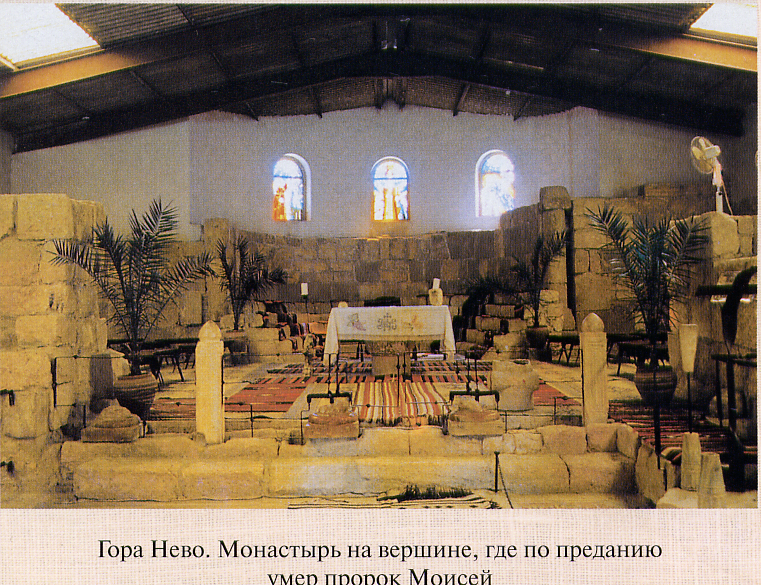 Гора Нево. Монастырь на вершине, где по преданию
умер пророк Моисей